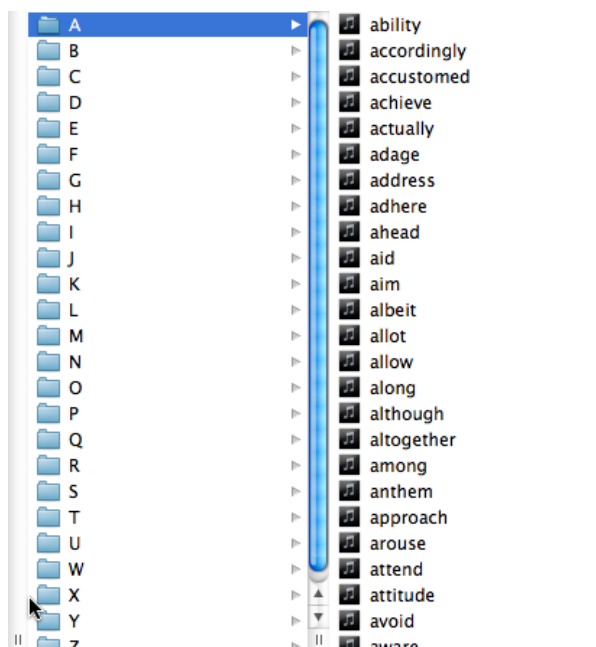 A
B
C
D
E
F
G
H
I
J
K
L
M
N
O
P
Q
R
S
T
U
W
X
Y
Z
ability
accordingly
accustomed
achieve
actually
adage
address
adhere
ahead
aid
aim
albeit
allot
allow
along
although
altogether
among
anthem
approach
arouse
attend
attitude
avoid
aware